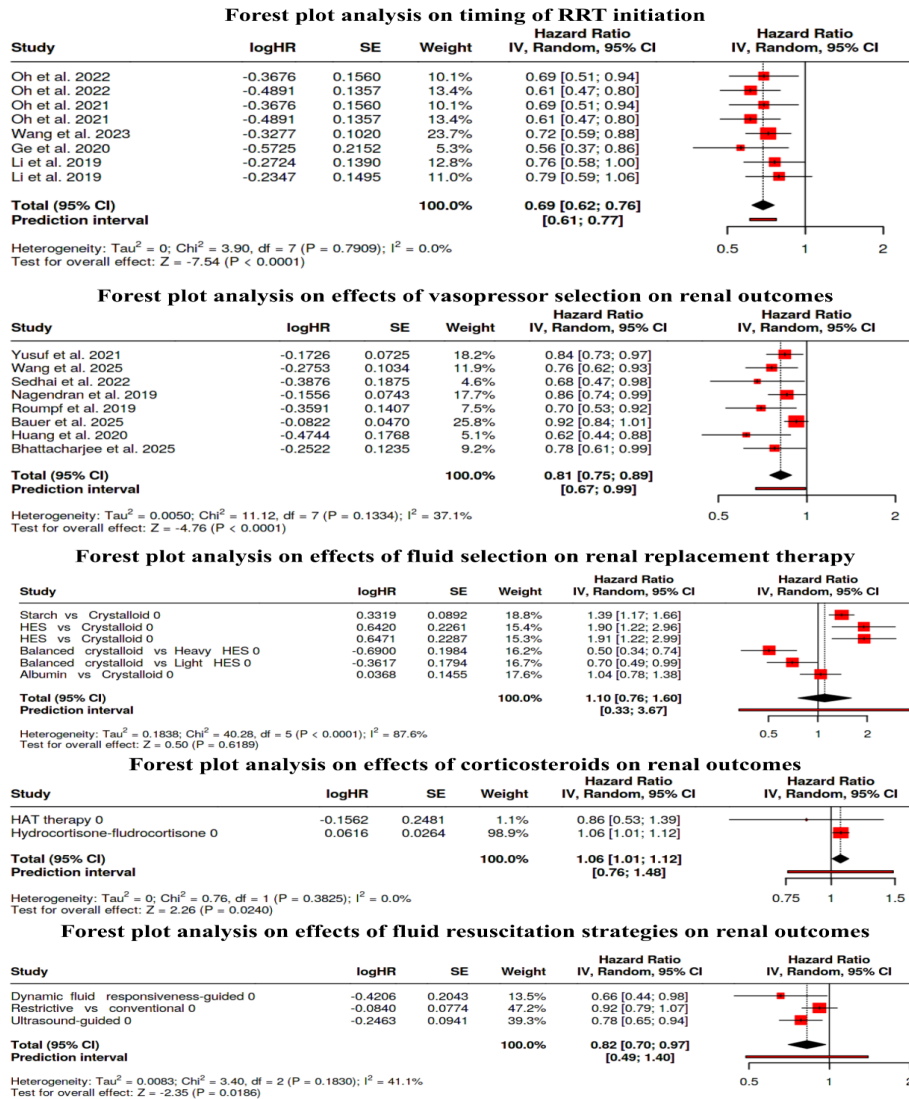 Forest plot analysis on timing of RRT initiation
Hazard Ratio Hazard Ratio
Study logHR SE Weight IV, Random, 95% CI IV, Random, 95% CI
Oh et al. 2022 -0.3676 0.1560 10.1% 0.69 [0.51; 0.94]
Oh et al. 2022 -0.4891 0.1357 13.4% 0.61 [0.47; 0.80]
Oh et al. 2021 -0.3676 0.1560 10.1% 0.69 [0.51; 0.94]
Oh et al. 2021 -0.4891 0.1357 13.4% 0.61 [0.47; 0.80]
Wang et al. 2023 -0.3277 0.1020 23.7% 0.72 [0.59; 0.88]
Ge et al. 2020 -0.5725 0.2152 5.3% 0.56 [0.37; 0.86]
Li et al. 2019 -0.2724 0.1390 12.8% 0.76 [0.58; 1.00]
Li et al. 2019 -0.2347 0.1495 11.0% 0.79 [0.59; 1.06]
Total (95% CI) 100.0% 0.69 [0.62; 0.76]
Prediction interval [0.61; 0.77]
0.5 1 2
Heterogeneity: Tau² = 0; Chi² = 3.90, df = 7 (P = 0.7909); I² = 0.0%
Test for overall effect: Z = -7.54 (P < 0.0001)
Forest plot analysis on effects of vasopressor selection on renal outcomes
Hazard Ratio Hazard Ratio
Study logHR SE Weight IV, Random, 95% CI IV, Random, 95% CI
Yusuf et al. 2021 -0.1726 0.0725 18.2% 0.84 [0.73; 0.97]
Wang et al. 2025 -0.2753 0.1034 11.9% 0.76 [0.62; 0.93]
Sedhai et al. 2022 -0.3876 0.1875 4.6% 0.68 [0.47; 0.98]
Nagendran et al. 2019 -0.1556 0.0743 17.7% 0.86 [0.74; 0.99]
Roumpf et al. 2019 -0.3591 0.1407 7.5% 0.70 [0.53; 0.92]
Bauer et al. 2025 -0.0822 0.0470 25.8% 0.92 [0.84; 1.01]
Huang et al. 2020 -0.4744 0.1768 5.1% 0.62 [0.44; 0.88]
Bhattacharjee et al. 2025 -0.2522 0.1235 9.2% 0.78 [0.61; 0.99]
Total (95% CI) 100.0% 0.81 [0.75; 0.89]
Prediction interval [0.67; 0.99]
0.5 1 2
Heterogeneity: Tau² = 0.0050; Chi² = 11.12, df = 7 (P = 0.1334); I² = 37.1%
Test for overall effect: Z = -4.76 (P < 0.0001)
Forest plot analysis on effects of fluid selection on renal replacement therapy
Hazard Ratio Hazard Ratio
Study logHR SE Weight IV, Random, 95% CI IV, Random, 95% CI
Starch vs Crystalloid 0 0.3319 0.0892 18.8% 1.39 [1.17; 1.66]
HES vs Crystalloid 0 0.6420 0.2261 15.4% 1.90 [1.22; 2.96]
HES vs Crystalloid 0 0.6471 0.2287 15.3% 1.91 [1.22; 2.99]
Balanced crystalloid vs Heavy HES 0 -0.6900 0.1984 16.2% 0.50 [0.34; 0.74]
Balanced crystalloid vs Light HES 0 -0.3617 0.1794 16.7% 0.70 [0.49; 0.99]
Albumin vs Crystalloid 0 0.0368 0.1455 17.6% 1.04 [0.78; 1.38]
Total (95% CI) 100.0% 1.10 [0.76; 1.60]
Prediction interval [0.33; 3.67]
0.5 1 2
Heterogeneity: Tau² = 0.1838; Chi² = 40.28, df = 5 (P < 0.0001); I² = 87.6%
Test for overall effect: Z = 0.50 (P = 0.6189)
Forest plot analysis on effects of corticosteroids on renal outcomes
Hazard Ratio Hazard Ratio
Study logHR SE Weight IV, Random, 95% CI IV, Random, 95% CI
HAT therapy 0 -0.1562 0.2481 1.1% 0.86 [0.53; 1.39]
Hydrocortisone-fludrocortisone 0 0.0616 0.0264 98.9% 1.06 [1.01; 1.12]
Total (95% CI) 100.0% 1.06 [1.01; 1.12]
Prediction interval [0.76; 1.48]
0.75 1 1.5
Heterogeneity: Tau² = 0; Chi² = 0.76, df = 1 (P = 0.3825); I² = 0.0%
Test for overall effect: Z = 2.26 (P = 0.0240)
Forest plot analysis on effects of fluid resuscitation strategies on renal outcomes
Hazard Ratio Hazard Ratio
Study logHR SE Weight IV, Random, 95% CI IV, Random, 95% CI
Dynamic fluid responsiveness-guided 0 -0.4206 0.2043 13.5% 0.66 [0.44; 0.98]
Restrictive vs conventional 0 -0.0840 0.0774 47.2% 0.92 [0.79; 1.07]
Ultrasound-guided 0 -0.2463 0.0941 39.3% 0.78 [0.65; 0.94]
Total (95% CI) 100.0% 0.82 [0.70; 0.97]
Prediction interval [0.49; 1.40]
0.5 1 2
Heterogeneity: Tau² = 0.0083; Chi² = 3.40, df = 2 (P = 0.1830); I² = 41.1%
Test for overall effect: Z = -2.35 (P = 0.0186)